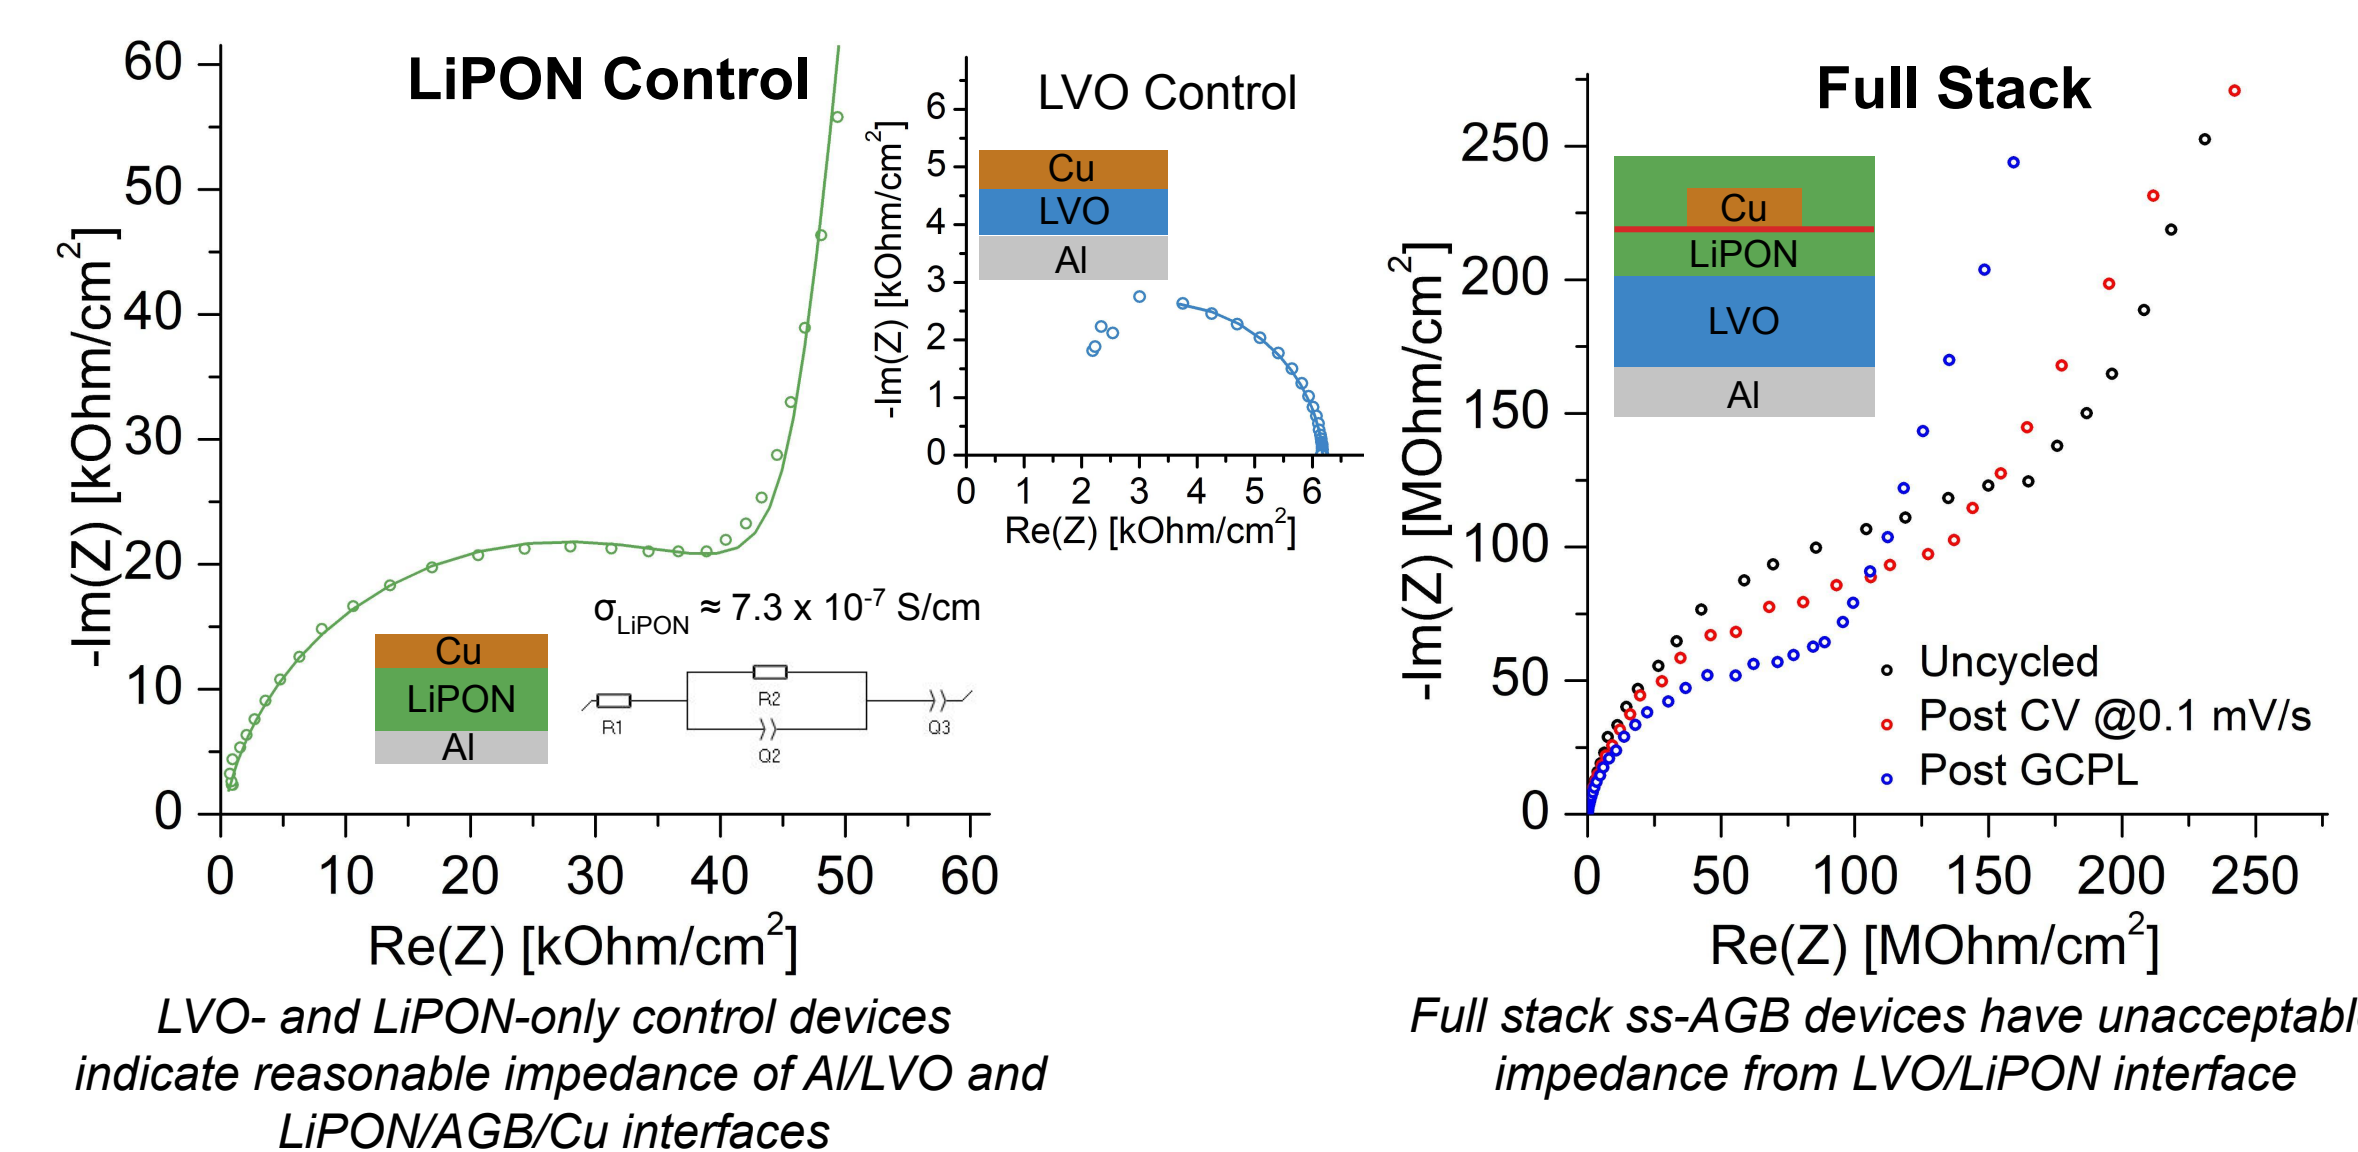 LiPON Control
60
50
40
30
20
10
0
-Im(Z) [kOhm/cm²]
0 10 20 30 40 50 60
Re(Z) [kOhm/cm²]
σLiPON ≈ 7.3 x 10⁻⁷ S/cm
Cu
LiPON
Al
R1
R2
Q2
Q3
LVO Control
6
5
4
3
2
1
0
-Im(Z) [kOhm/cm²]
Cu
LVO
Al
0 1 2 3 4 5 6
Re(Z) [kOhm/cm²]
LVO- and LiPON-only control devices
indicate reasonable impedance of Al/LVO and
LiPON/AGB/Cu interfaces
Full Stack
250
200
150
100
50
0
-Im(Z) [MOhm/cm²]
Cu
LiPON
LVO
Al
Uncycled
Post CV @0.1 mV/s
Post GCPL
0 50 100 150 200 250
Re(Z) [MOhm/cm²]
Full stack ss-AGB devices have unacceptabl
impedance from LVO/LiPON interface